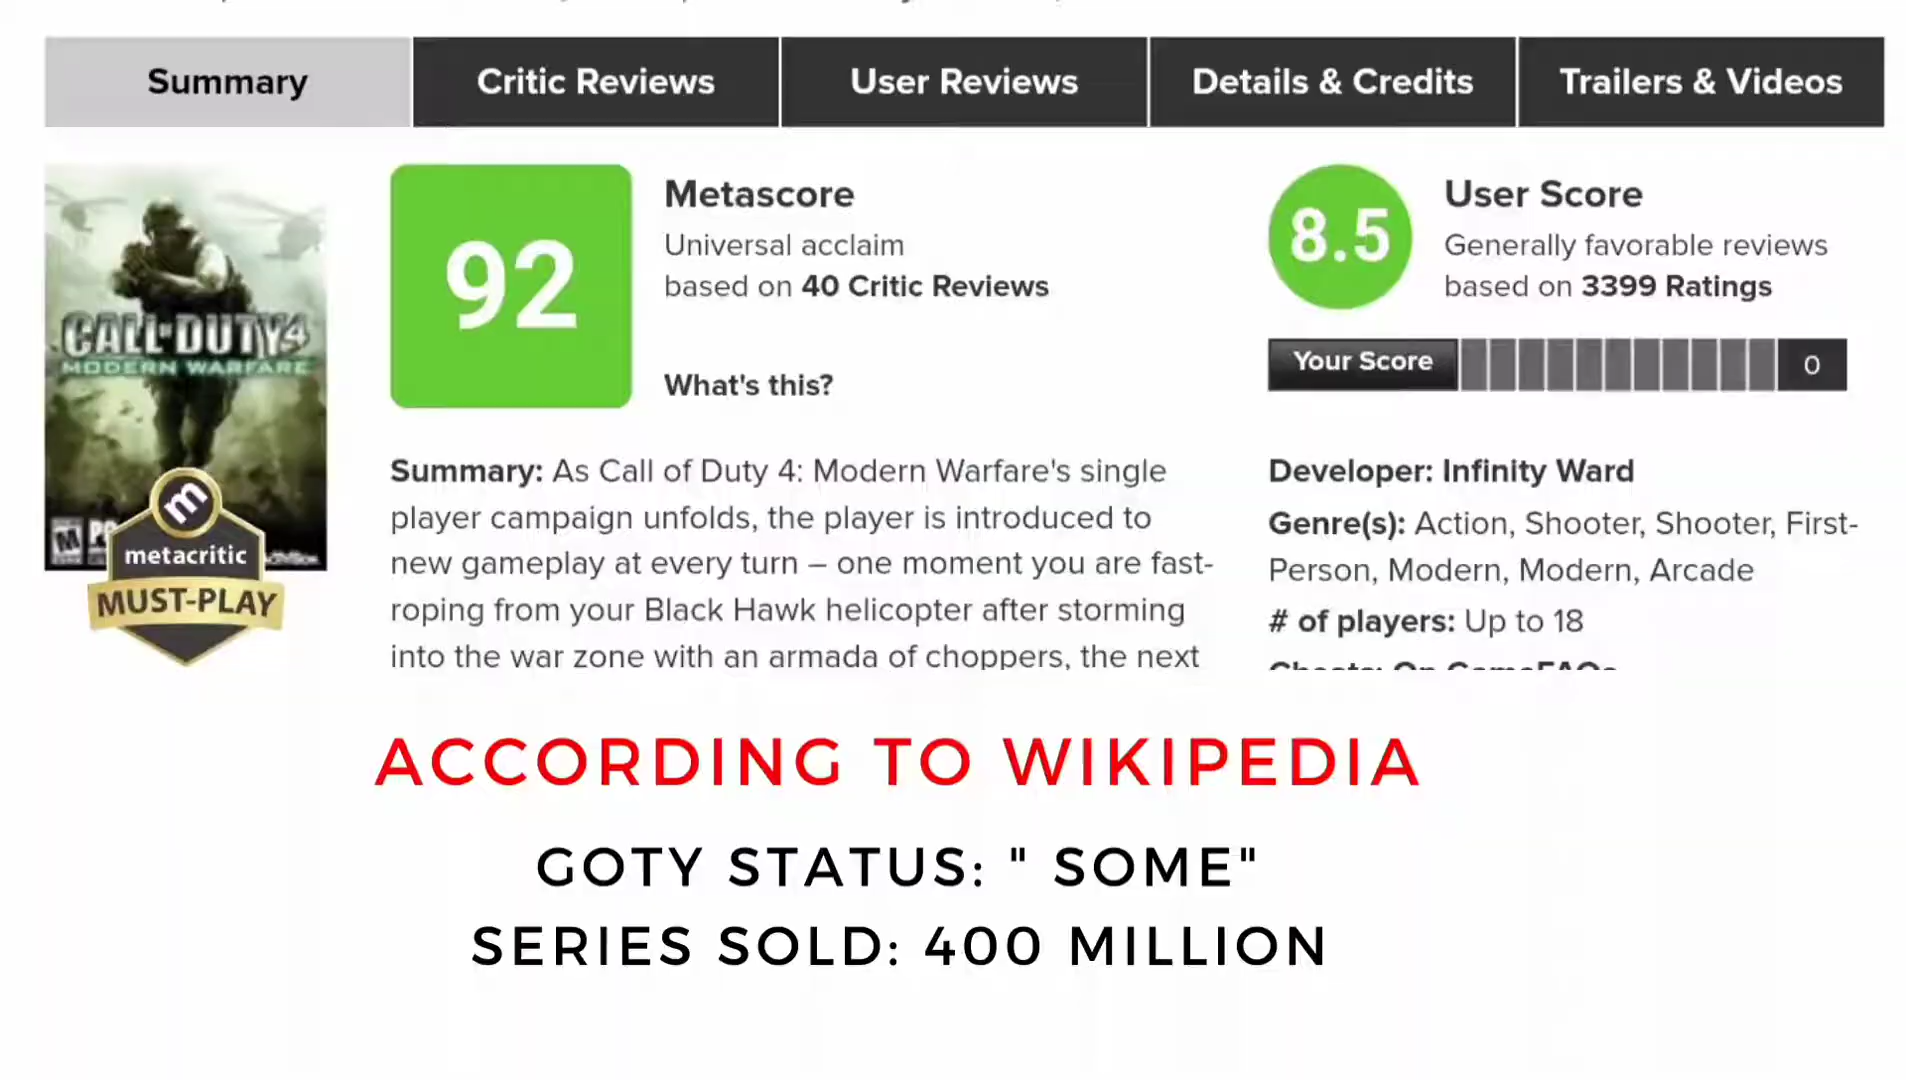 Summary
Critic Reviews
User Reviews
Details & Credits
Trailers & Videos
CALL·DUTY4
MODERN WARFARE
M PC
metacritic
MUST-PLAY
92
Metascore
Universal acclaim
based on 40 Critic Reviews
What's this?
8.5
User Score
Generally favorable reviews
based on 3399 Ratings
Your Score
0
Summary: As Call of Duty 4: Modern Warfare's single
player campaign unfolds, the player is introduced to
new gameplay at every turn – one moment you are fast-
roping from your Black Hawk helicopter after storming
into the war zone with an armada of choppers, the next
Developer: Infinity Ward
Genre(s): Action, Shooter, Shooter, First-
Person, Modern, Modern, Arcade
# of players: Up to 18
Cheats: On GameFAQs
ACCORDING TO WIKIPEDIA
GOTY STATUS: " SOME"
SERIES SOLD: 400 MILLION